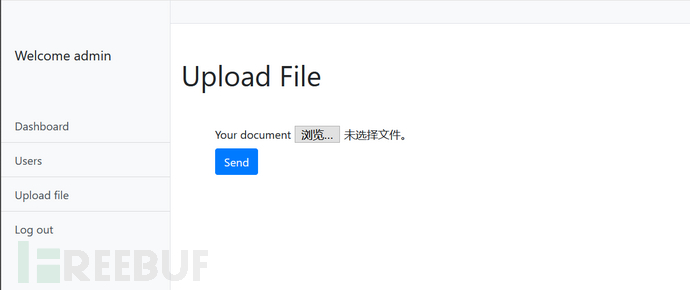 Welcome admin
Upload File
Dashboard
Your document 浏览... 未选择文件。
Users
Send
Upload file
Log out
FREEBUF